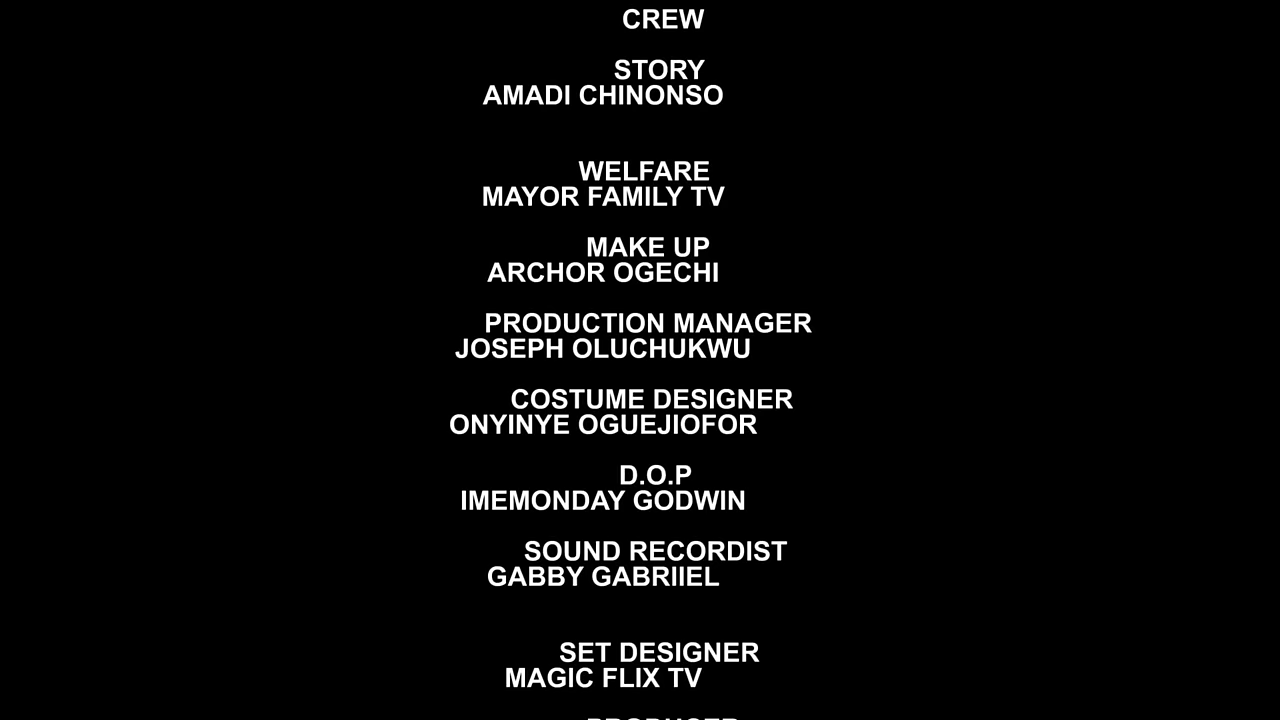 CREW
STORY
AMADI CHINONSO
WELFARE
MAYOR FAMILY TV
MAKE UP
ARCHOR OGECHI
PRODUCTION MANAGER
JOSEPH OLUCHUKWU
COSTUME DESIGNER
ONYINYE OGUEJIOFOR
D.O.P
IMEMONDAY GODWIN
SOUND RECORDIST
GABBY GABRIIEL
SET DESIGNER
MAGIC FLIX TV
PRODUCER